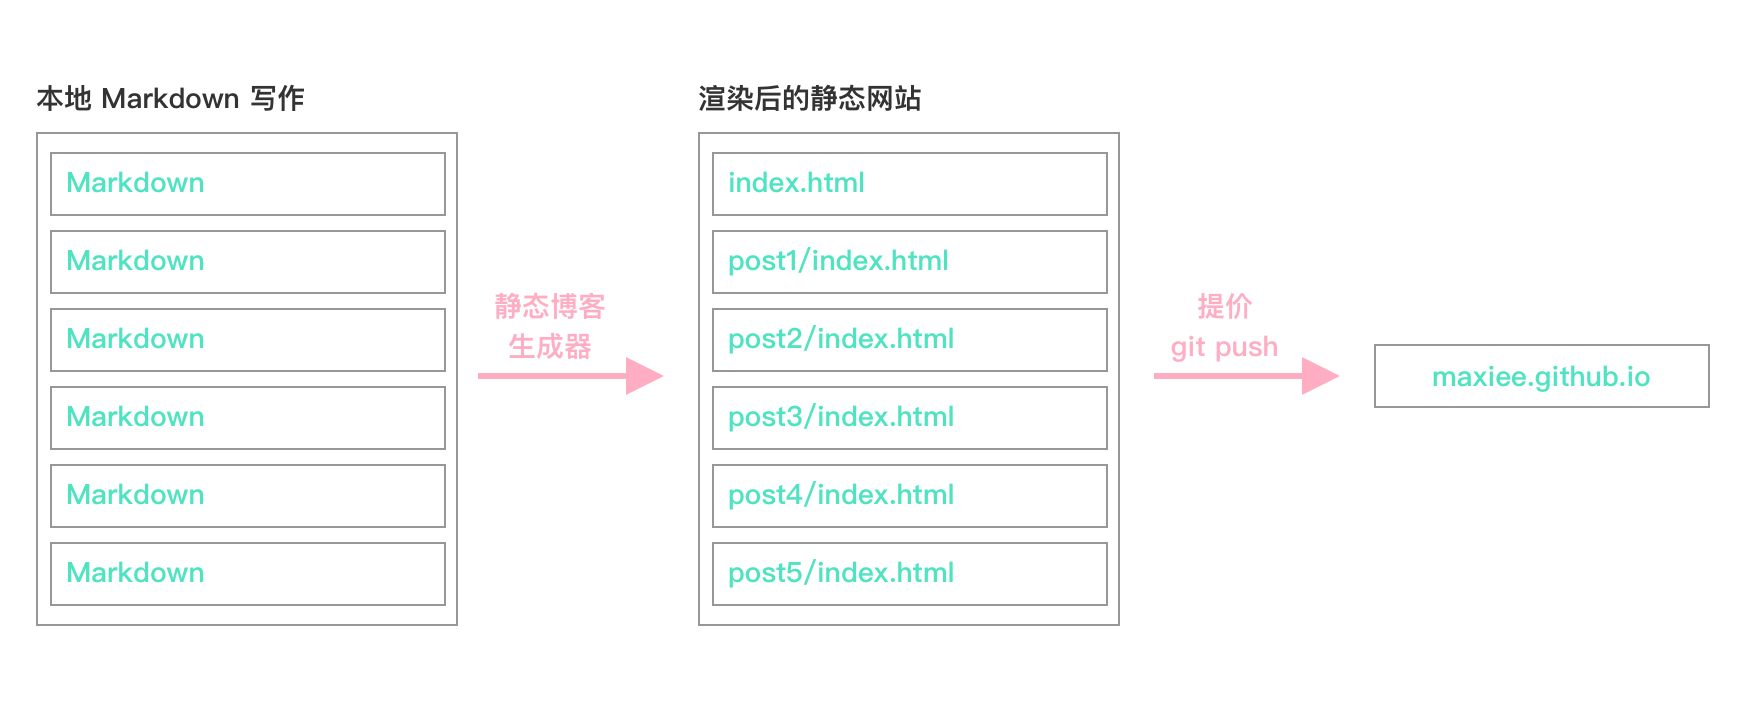 本地 Markdown 写作
Markdown
Markdown
Markdown
Markdown
Markdown
Markdown
静态博客
生成器
渲染后的静态网站
index.html
post1/index.html
post2/index.html
post3/index.html
post4/index.html
post5/index.html
提价
git push
maxiee.github.io